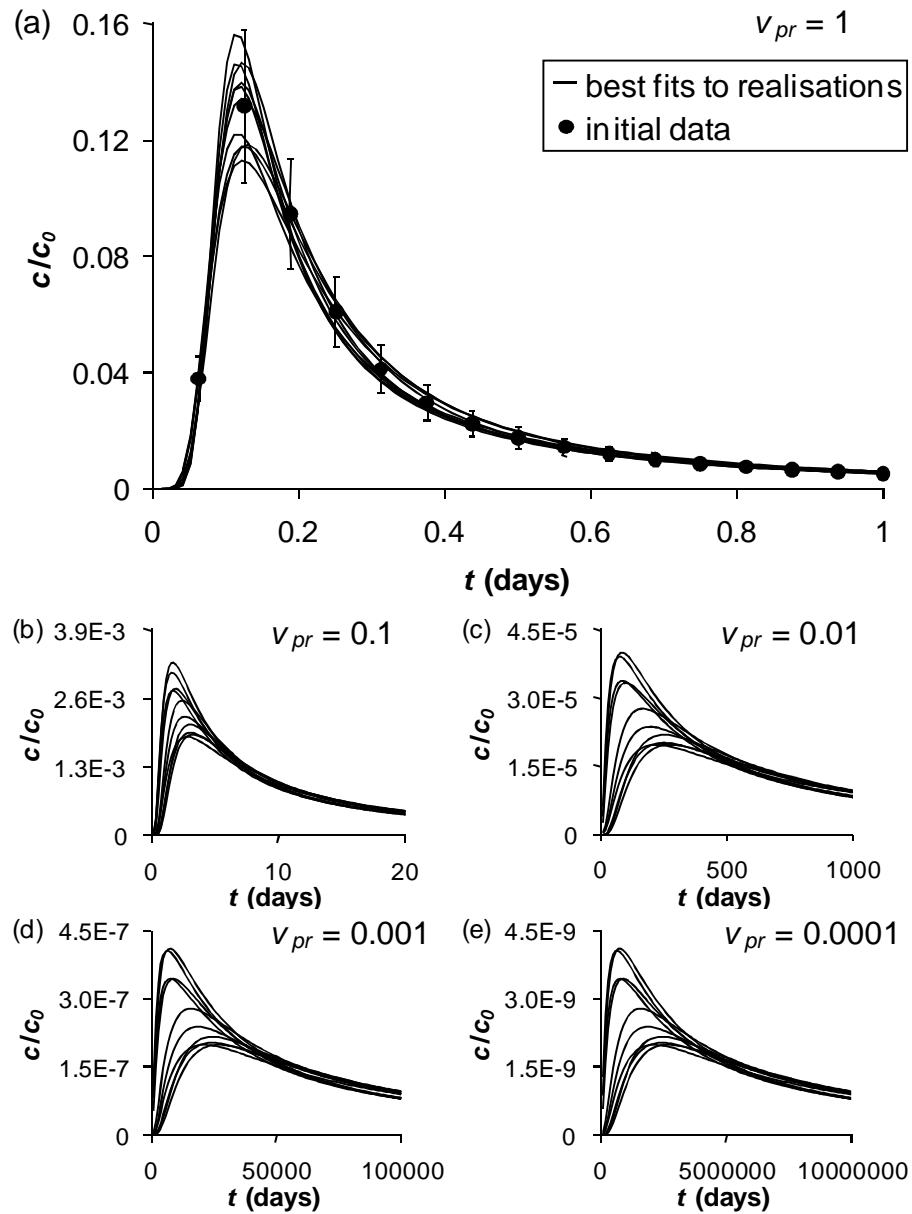 (a)
v pr = 1
best fits to realisations
initial data
0.16
0.12
0.08
0.04
0
c/c0
0 0.2 0.4 0.6 0.8 1
t (days)
(b)
v pr = 0.1
3.9E-3
2.6E-3
1.3E-3
0
c/c0
0 10 20
t (days)
(c)
v pr = 0.01
4.5E-5
3.0E-5
1.5E-5
0
c/c0
0 500 1000
t (days)
(d)
v pr = 0.001
4.5E-7
3.0E-7
1.5E-7
0
c/c0
0 50000 100000
t (days)
(e)
v pr = 0.0001
4.5E-9
3.0E-9
1.5E-9
0
c/c0
0 5000000 10000000
t (days)